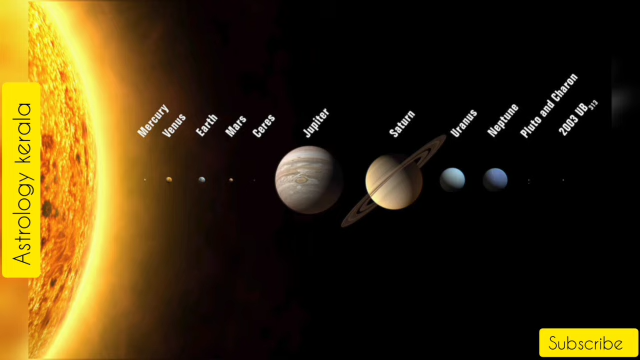 Astrology kerala
Mercury
Venus
Earth
Mars
Ceres
Jupiter
Saturn
Uranus
Neptune
Pluto and Charon
2003 UB₃₁₃
Subscribe